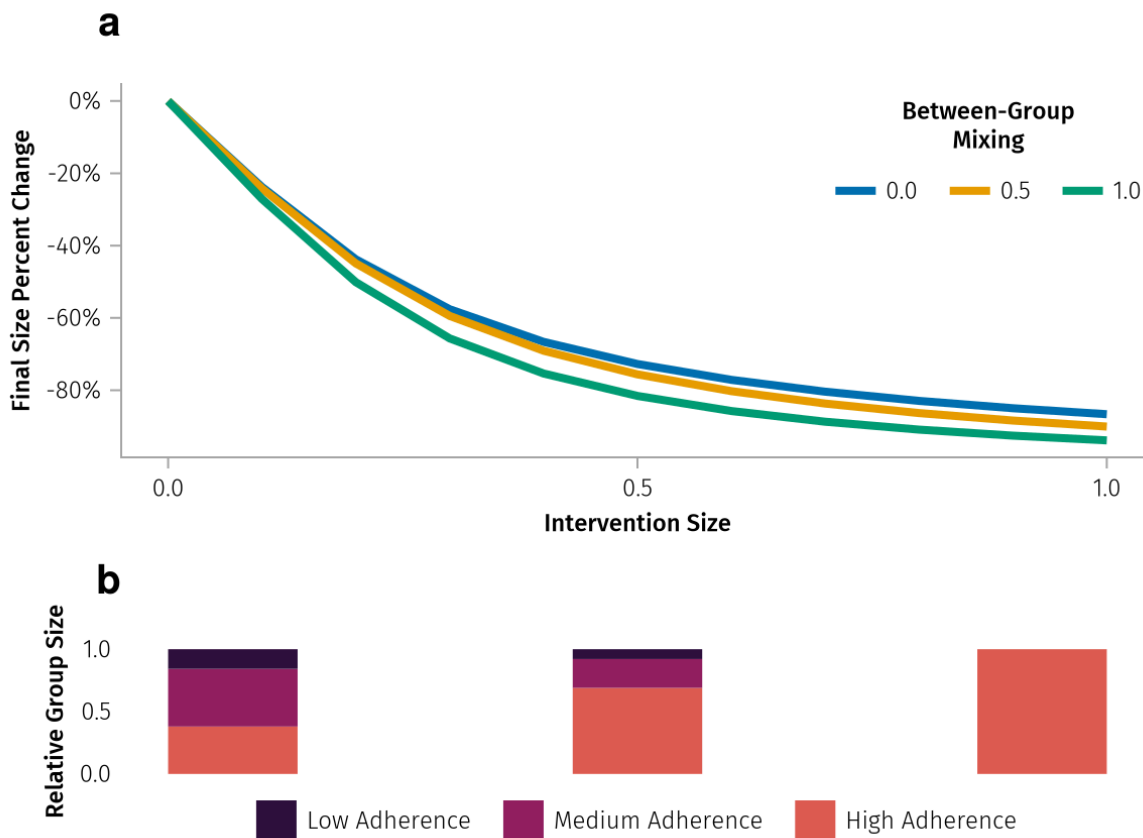 a
Final Size Percent Change
0%
-20%
-40%
-60%
-80%
Between-Group
Mixing
0.0
0.5
1.0
0.0
0.5
1.0
Intervention Size
b
Relative Group Size
1.0
0.5
0.0
Low Adherence
Medium Adherence
High Adherence